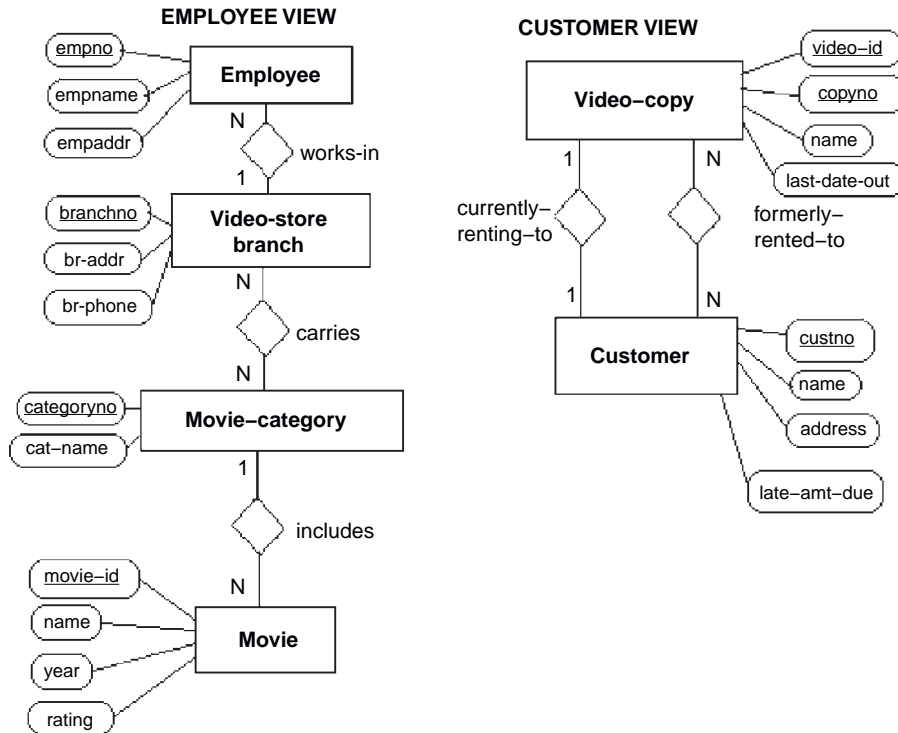 EMPLOYEE VIEW
empno
empname
empaddr
Employee
N
works-in
1
branchno
br-addr
br-phone
Video-store
branch
N
carries
N
categoryno
cat–name
Movie–category
1
includes
N
movie–id
name
year
rating
Movie
CUSTOMER VIEW
Video–copy
video–id
copyno
name
last–date–out
1
N
currently–
renting–to
formerly–
rented–to
1
N
Customer
custno
name
address
late–amt–due